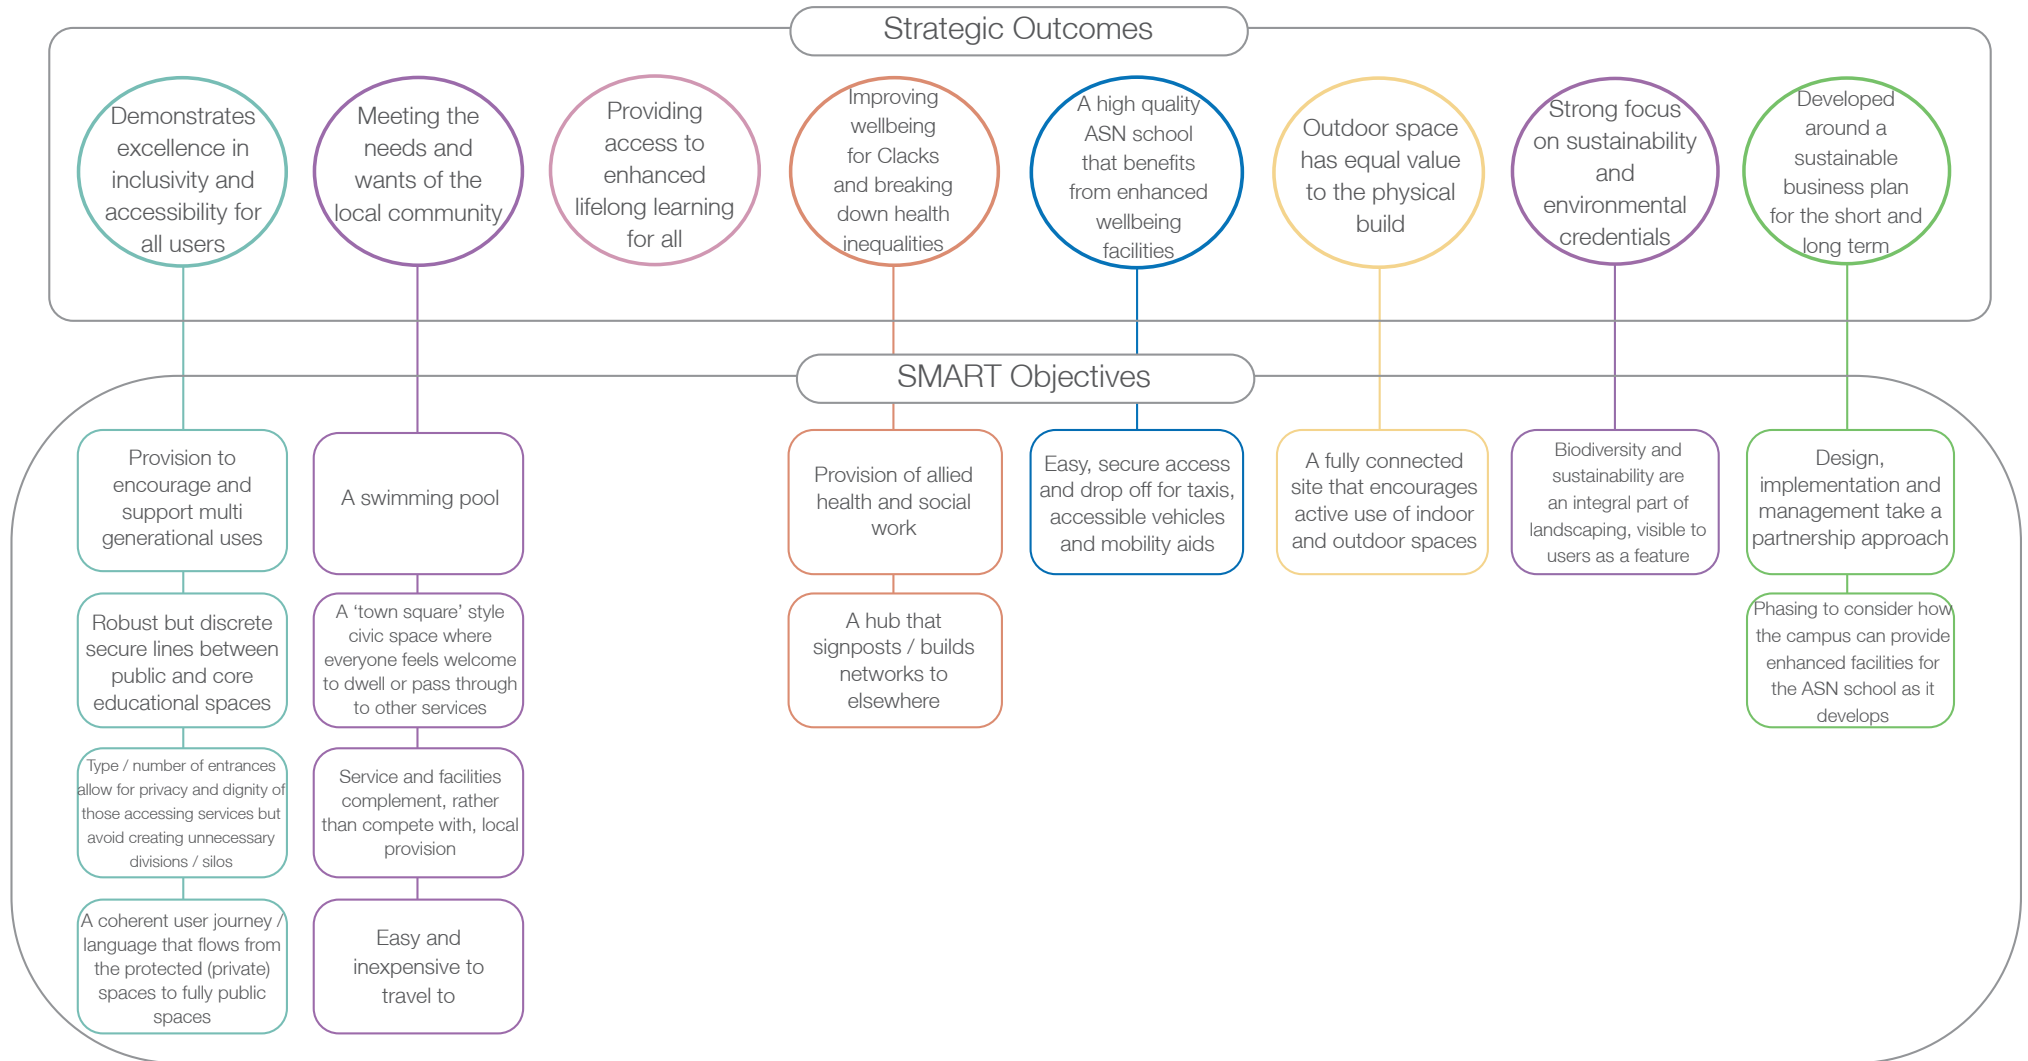 Strategic Outcomes
Demonstrates
excellence in
inclusivity and
accessibility for
all users
Meeting the
needs and
wants of the
local community
Providing
access to
enhanced
lifelong learning
for all
Improving
wellbeing
for Clacks
and breaking
down health
inequalities
A high quality
ASN school
that benefits
from enhanced
wellbeing
facilities
Outdoor space
has equal value
to the physical
build
Strong focus
on sustainability
and
environmental
credentials
Developed
around a
sustainable
business plan
for the short and
long term
SMART Objectives
Provision to
encourage and
support multi
generational uses
Robust but discrete
secure lines between
public and core
educational spaces
Type / number of entrances
allow for privacy and dignity of
those accessing services but
avoid creating unnecessary
divisions / silos
A coherent user journey /
language that flows from
the protected (private)
spaces to fully public
spaces
A swimming pool
A ‘town square’ style
civic space where
everyone feels welcome
to dwell or pass through
to other services
Service and facilities
complement, rather
than compete with, local
provision
Easy and
inexpensive to
travel to
Provision of allied
health and social
work
A hub that
signposts / builds
networks to
elsewhere
Easy, secure access
and drop off for taxis,
accessible vehicles
and mobility aids
A fully connected
site that encourages
active use of indoor
and outdoor spaces
Biodiversity and
sustainability are
an integral part of
landscaping, visible to
users as a feature
Design,
implementation and
management take a
partnership approach
Phasing to consider how
the campus can provide
enhanced facilities for
the ASN school as it
develops